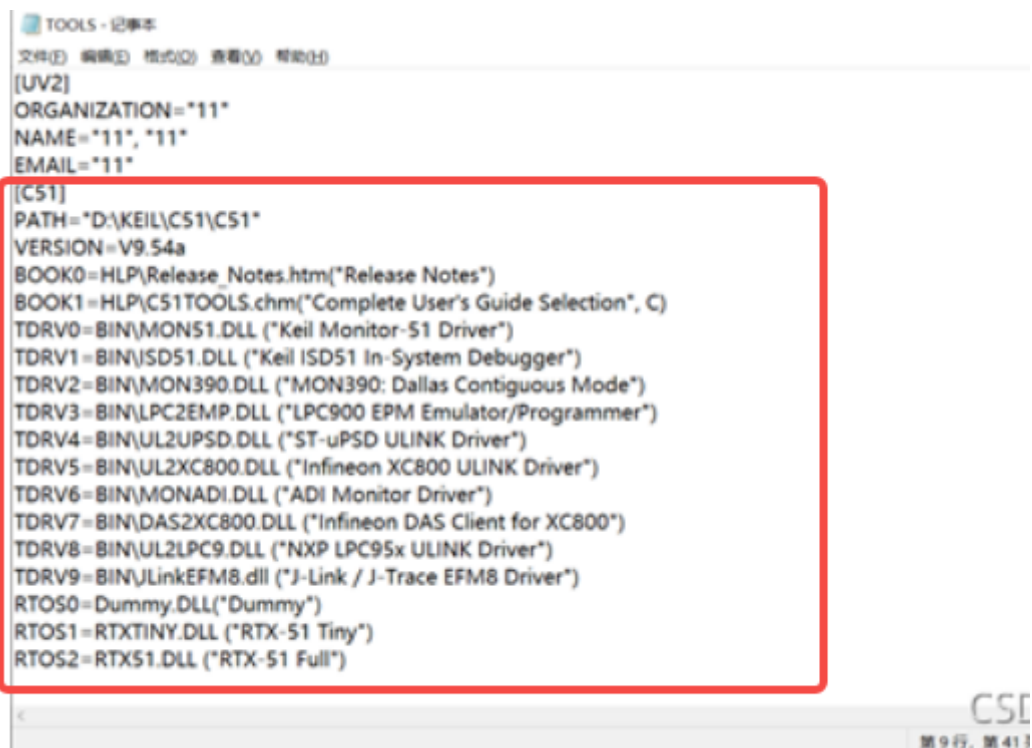 TOOLS - 记事本
文件(F) 编辑(E) 格式(O) 查看(V) 帮助(H)
[UV2]
ORGANIZATION="11"
NAME="11", "11"
EMAIL="11"
[C51]
PATH="D:\KEIL\C51\C51"
VERSION=V9.54a
BOOK0=HLP\Release_Notes.htm("Release Notes")
BOOK1=HLP\C51TOOLS.chm("Complete User's Guide Selection", C)
TDRV0=BIN\MON51.DLL ("Keil Monitor-51 Driver")
TDRV1=BIN\ISD51.DLL ("Keil ISD51 In-System Debugger")
TDRV2=BIN\MON390.DLL ("MON390: Dallas Contiguous Mode")
TDRV3=BIN\LPC2EMP.DLL ("LPC900 EPM Emulator/Programmer")
TDRV4=BIN\UL2UPSD.DLL ("ST-uPSD ULINK Driver")
TDRV5=BIN\UL2XC800.DLL ("Infineon XC800 ULINK Driver")
TDRV6=BIN\MONADI.DLL ("ADI Monitor Driver")
TDRV7=BIN\DAS2XC800.DLL ("Infineon DAS Client for XC800")
TDRV8=BIN\UL2LPC9.DLL ("NXP LPC95x ULINK Driver")
TDRV9=BIN\JLinkEFM8.dll ("J-Link / J-Trace EFM8 Driver")
RTOS0=Dummy.DLL("Dummy")
RTOS1=RTXTINY.DLL ("RTX-51 Tiny")
RTOS2=RTX51.DLL ("RTX-51 Full")
CSD
第 9 行，第 41 列